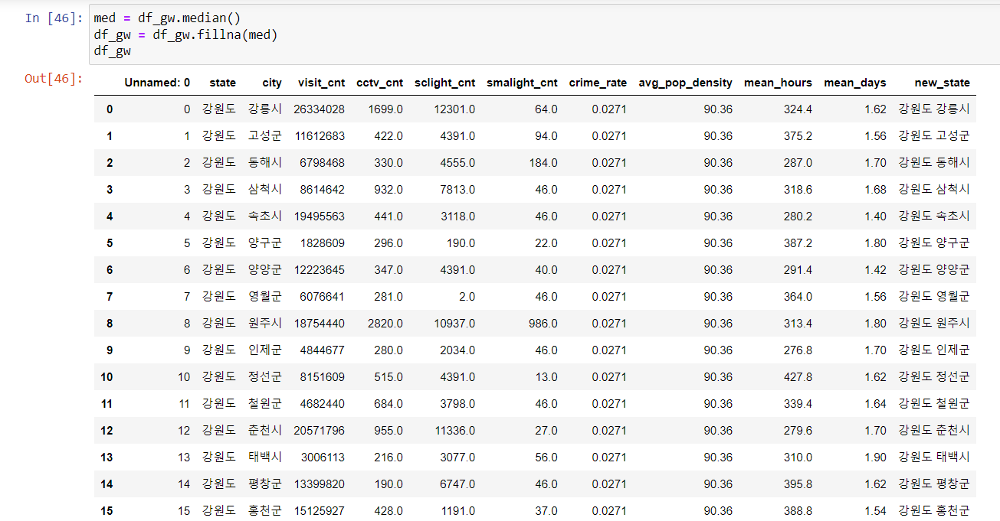 In [46]: med = df_gw.median()
df_gw = df_gw.fillna(med)
df_gw
Out[46]:
Unnamed: 0 state city visit_cnt cctv_cnt sclight_cnt smalight_cnt crime_rate avg_pop_density mean_hours mean_days new_state
0 0 강원도 강릉시 26334028 1699.0 12301.0 64.0 0.0271 90.36 324.4 1.62 강원도 강릉시
1 1 강원도 고성군 11612683 422.0 4391.0 94.0 0.0271 90.36 375.2 1.56 강원도 고성군
2 2 강원도 동해시 6798468 330.0 4555.0 184.0 0.0271 90.36 287.0 1.70 강원도 동해시
3 3 강원도 삼척시 8614642 932.0 7813.0 46.0 0.0271 90.36 318.6 1.68 강원도 삼척시
4 4 강원도 속초시 19495563 441.0 3118.0 46.0 0.0271 90.36 280.2 1.40 강원도 속초시
5 5 강원도 양구군 1828609 296.0 190.0 22.0 0.0271 90.36 387.2 1.80 강원도 양구군
6 6 강원도 양양군 12223645 347.0 4391.0 40.0 0.0271 90.36 291.4 1.42 강원도 양양군
7 7 강원도 영월군 6076641 281.0 2.0 46.0 0.0271 90.36 364.0 1.56 강원도 영월군
8 8 강원도 원주시 18754440 2820.0 10937.0 986.0 0.0271 90.36 313.4 1.80 강원도 원주시
9 9 강원도 인제군 4844677 280.0 2034.0 46.0 0.0271 90.36 276.8 1.70 강원도 인제군
10 10 강원도 정선군 8151609 515.0 4391.0 13.0 0.0271 90.36 427.8 1.62 강원도 정선군
11 11 강원도 철원군 4682440 684.0 3798.0 46.0 0.0271 90.36 339.4 1.64 강원도 철원군
12 12 강원도 춘천시 20571796 955.0 11336.0 27.0 0.0271 90.36 279.6 1.70 강원도 춘천시
13 13 강원도 태백시 3006113 216.0 3077.0 56.0 0.0271 90.36 310.0 1.90 강원도 태백시
14 14 강원도 평창군 13399820 190.0 6747.0 46.0 0.0271 90.36 395.8 1.62 강원도 평창군
15 15 강원도 홍천군 15125927 428.0 1191.0 37.0 0.0271 90.36 388.8 1.54 강원도 홍천군